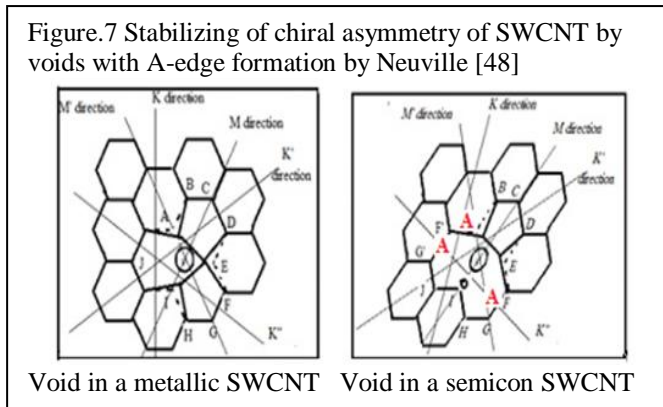 Figure.7 Stabilizing of chiral asymmetry of SWCNT by
voids with A-edge formation by Neuville [48]
M' direction
K direction
M direction
K'
direction
A
B
C
D
E
F
G
H
I
J
K''
M' direction
K direction
M direction
K'
direction
A
A
A
B
C
D
E
F
F'
G'
G
H
I
J
K''
Void in a metallic SWCNT Void in a semicon SWCNT